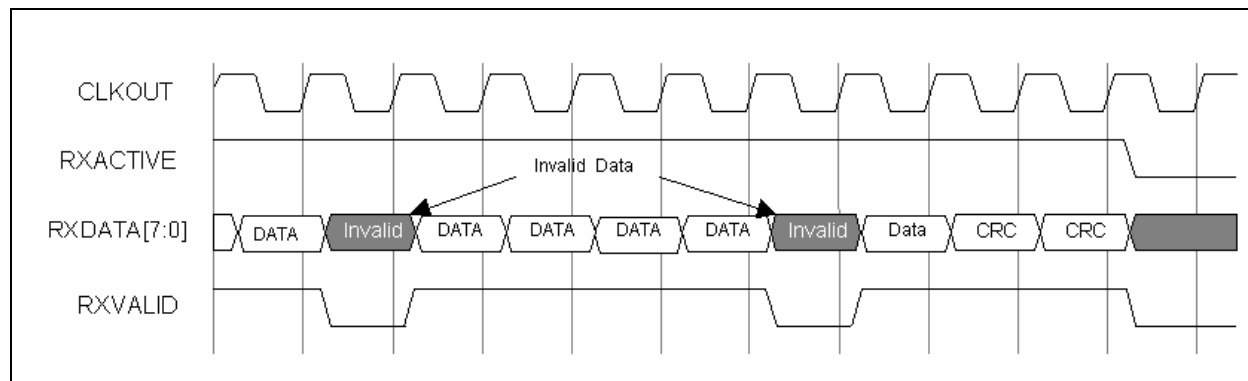 CLKOUT
RXACTIVE
Invalid Data
RXDATA[7:0] DATA Invalid DATA DATA DATA DATA Invalid Data CRC CRC
RXVALID